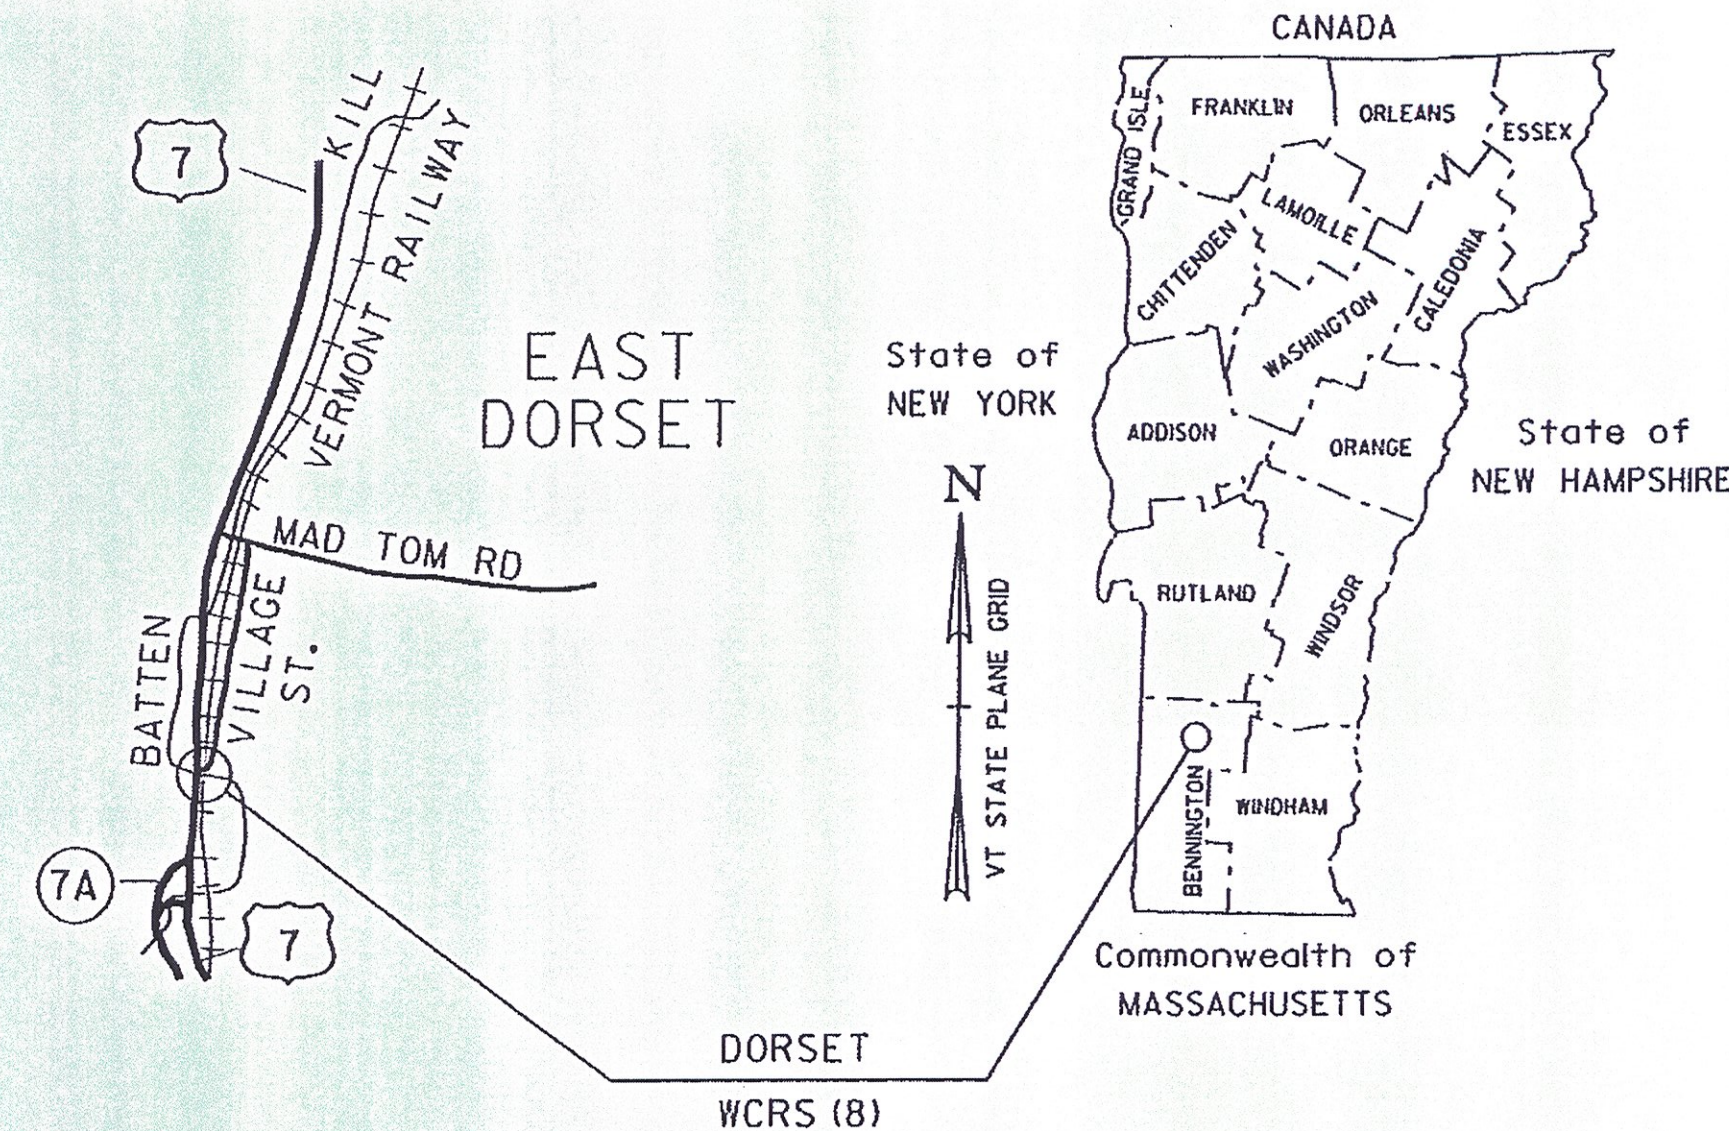 7
KILL
VERMONT RAILWAY
EAST
DORSET
MAD TOM RD
VILLAGE
ST.
BATTEN
7A
7
CANADA
GRAND ISLE
FRANKLIN
ORLEANS
ESSEX
LAMOILLE
CHITTENDEN
CALEDONIA
WASHINGTON
State of
NEW YORK
ADDISON
ORANGE
State of
NEW HAMPSHIRE
N
VT STATE PLANE GRID
RUTLAND
WINDSOR
BENNINGTON
WINDHAM
Commonwealth of
MASSACHUSETTS
DORSET
WCRS (8)